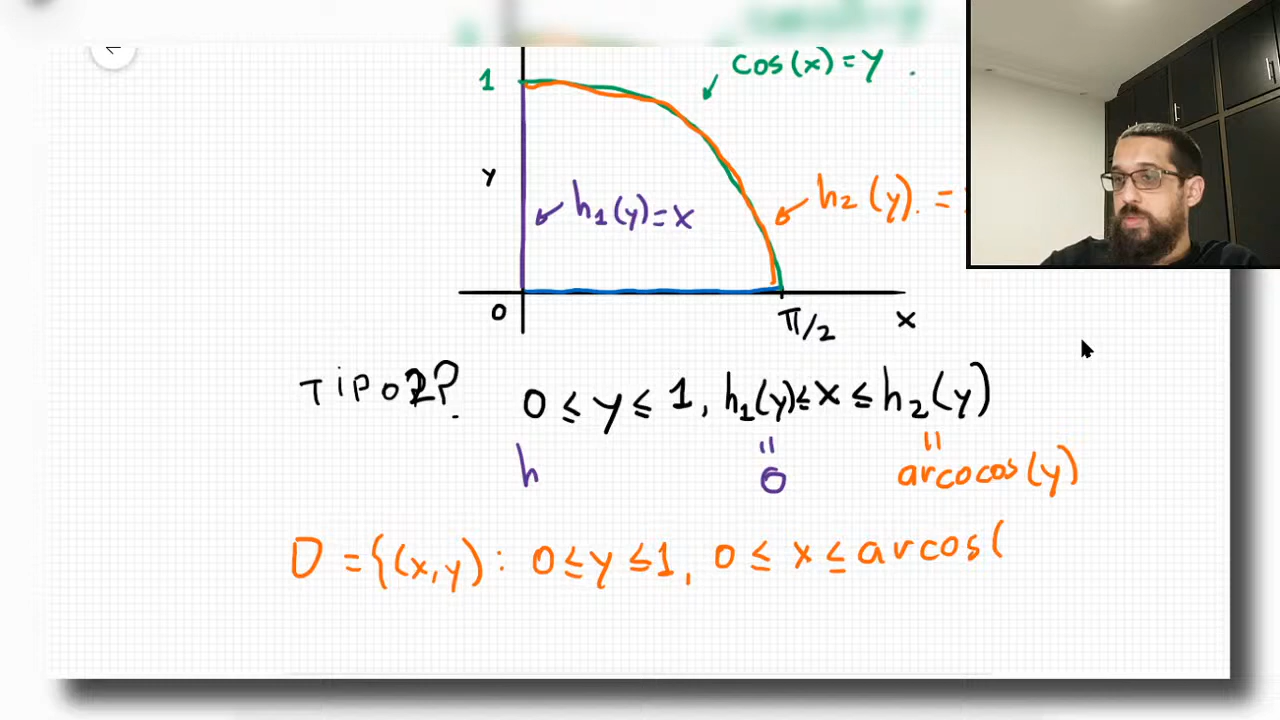 cos(x) = y .
1
y
h₁(y) = x
h₂(y). =
0
π/2
x
TIPO 2? 0 ≤ y ≤ 1, h₁(y) ≤ x ≤ h₂(y)
h " 0 " arcocos(y)
D = {(x,y) : 0 ≤ y ≤ 1, 0 ≤ x ≤ arcos(